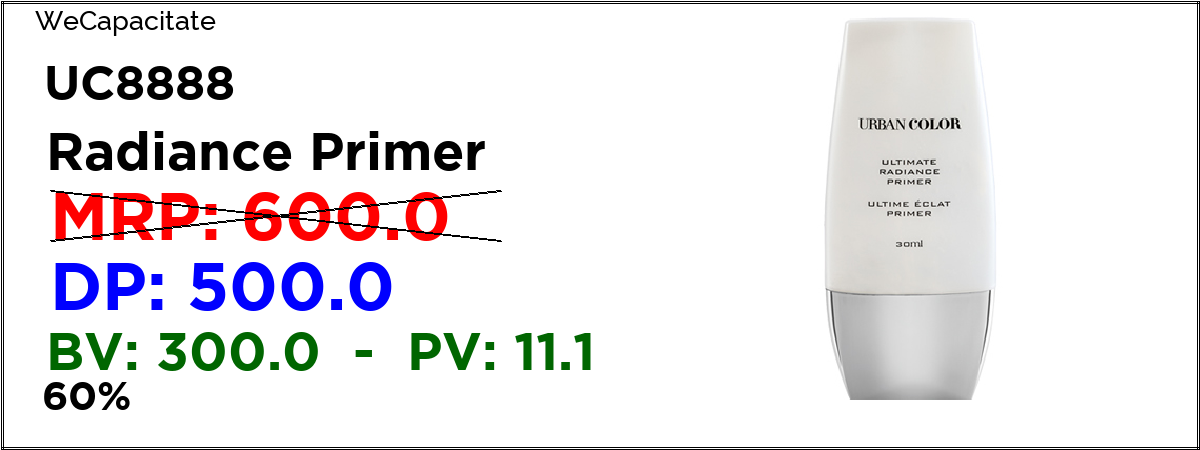 WeCapacitate
UC8888
Radiance Primer
MRP: 600.0
DP: 500.0
BV: 300.0 - PV: 11.1
60%
URBAN COLOR
ULTIMATE
RADIANCE
PRIMER
ULTIME ÉCLAT
PRIMER
30ml